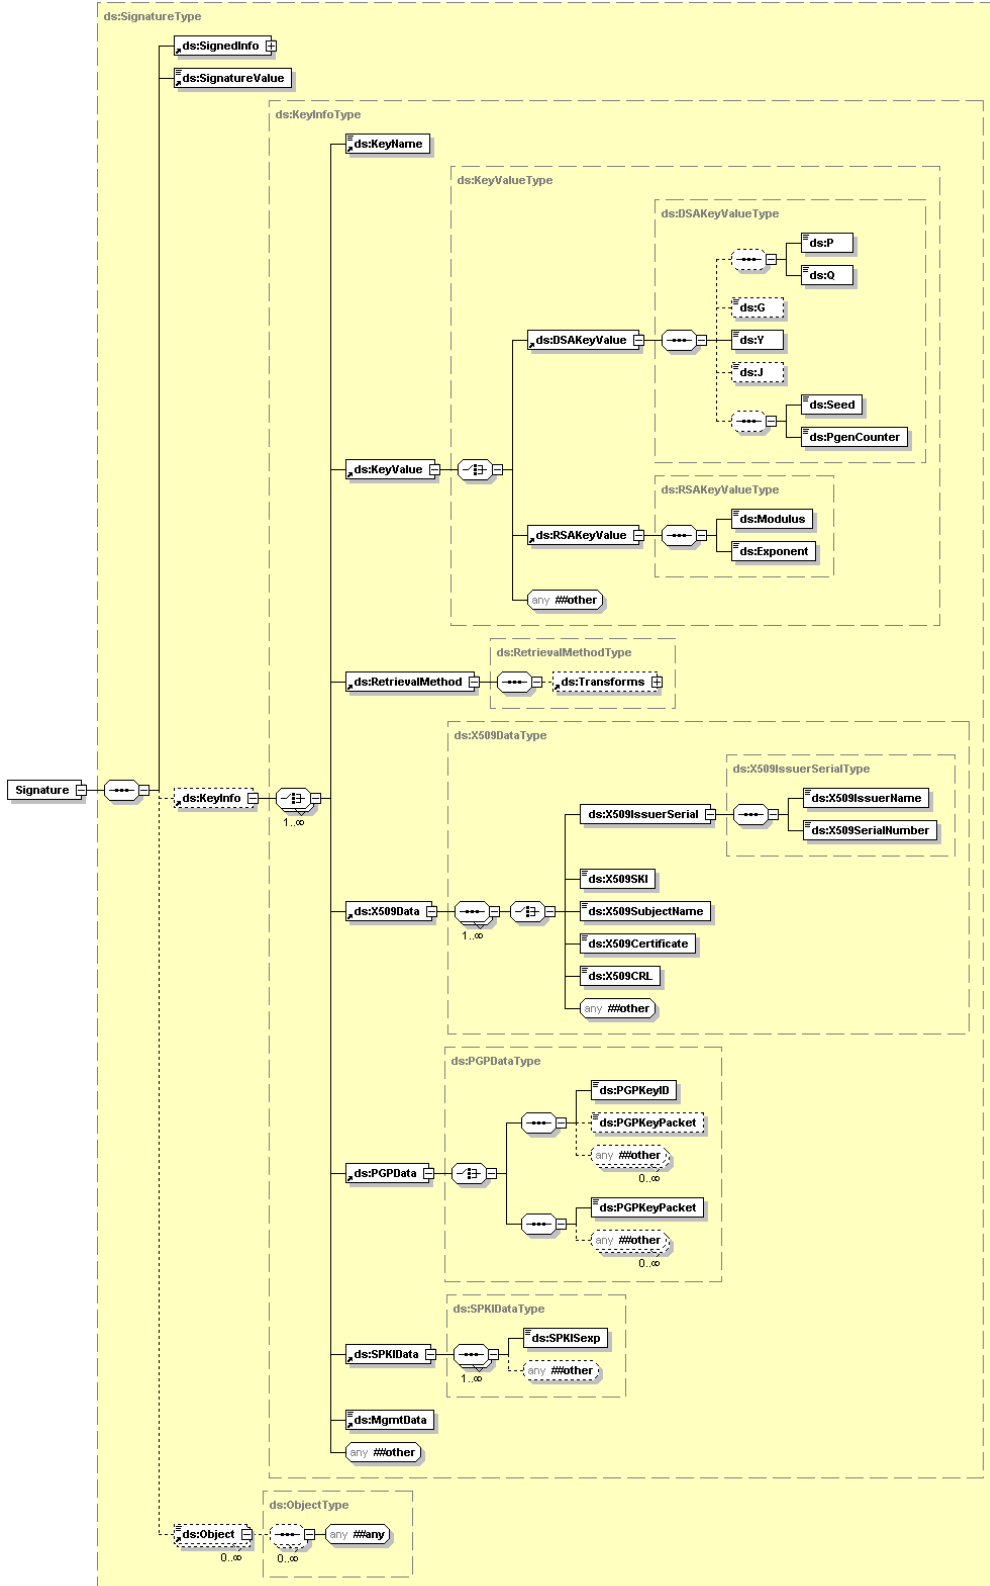 ds:SignatureType
ds:SignedInfo
ds:SignatureValue
ds:KeyInfoType
ds:KeyName
ds:KeyValueType
ds:DSAKeyValueType
ds:P
ds:Q
ds:G
ds:DSAKeyValue
ds:Y
ds:J
ds:Seed
ds:PgenCounter
ds:KeyValue
ds:RSAKeyValueType
ds:Modulus
ds:RSAKeyValue
ds:Exponent
any ##other
ds:RetrievalMethodType
ds:RetrievalMethod
ds:Transforms
ds:X509DataType
ds:X509IssuerSerialType
Signature
ds:KeyInfo
1..∞
ds:X509IssuerSerial
ds:X509IssuerName
ds:X509SerialNumber
ds:X509SKI
ds:X509Data
1..∞
ds:X509SubjectName
ds:X509Certificate
ds:X509CRL
any ##other
ds:PGPDataType
ds:PGPKeyID
ds:PGPKeyPacket
any ##other
0..∞
ds:PGPData
ds:PGPKeyPacket
any ##other
0..∞
ds:SPKIDataType
ds:SPKISexp
ds:SPKIData
1..∞
any ##other
ds:MgmtData
any ##other
ds:ObjectType
ds:Object
0..∞
0..∞
any ##any